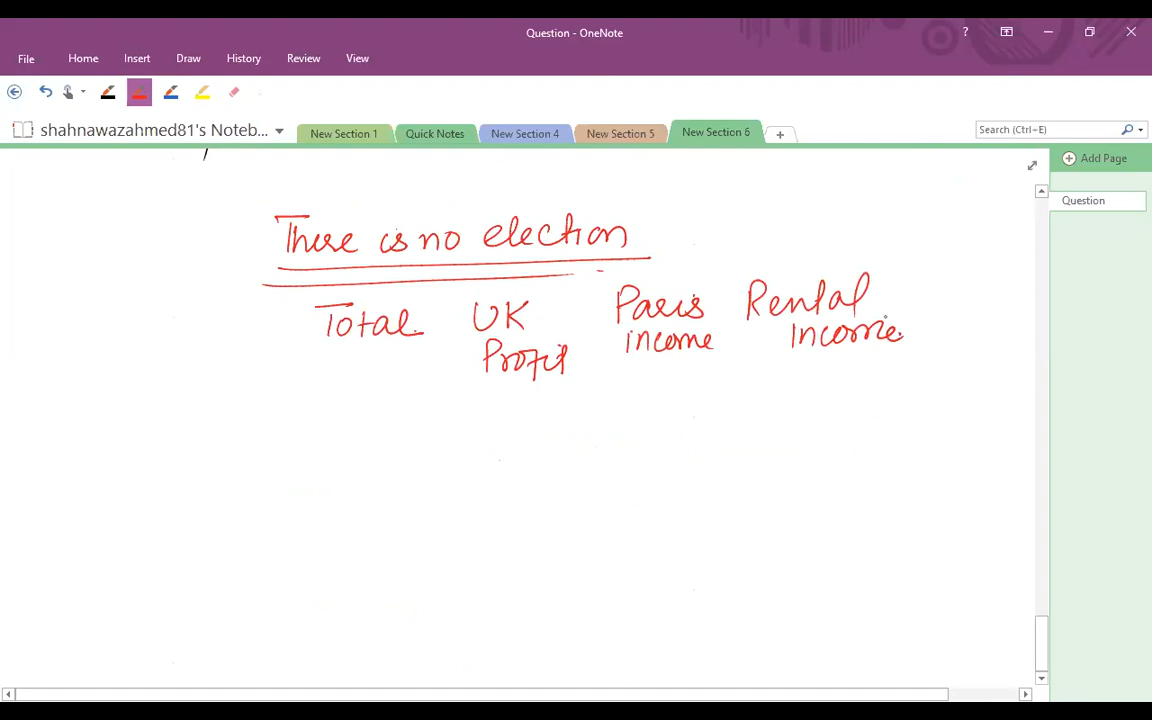 Question - OneNote
?
File Home Insert Draw History Review View
shahnawazahmed81's Noteb...
New Section 1 Quick Notes New Section 4 New Section 5 New Section 6
Search (Ctrl+E)
Add Page
Question
There is no election
Total UK Paris Rental
Profit income Income